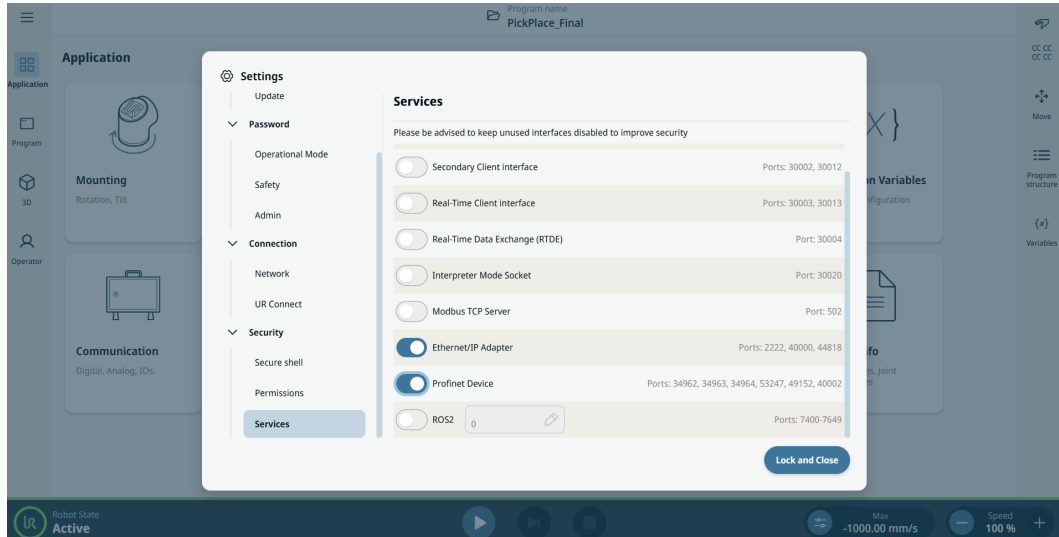 Program name
PickPlace_Final
Application
Application
Program
3D
Operator
Mounting
Rotation, Tilt
Communication
Digital, Analog, IOs.
Settings
Update
Password
Operational Mode
Safety
Admin
Connection
Network
UR Connect
Security
Secure shell
Permissions
Services
Services
Please be advised to keep unused interfaces disabled to improve security
Secondary Client interface
Ports: 30002, 30012
Real-Time Client interface
Ports: 30003, 30013
Real-Time Data Exchange (RTDE)
Port: 30004
Interpreter Mode Socket
Port: 30020
Modbus TCP Server
Port: 502
Ethernet/IP Adapter
Ports: 2222, 40000, 44818
Profinet Device
Ports: 34962, 34963, 34964, 53247, 49152, 40002
ROS2
0
Ports: 7400-7649
Lock and Close
X}
n Variables
nfiguration
fo
es, Joint
CC CC
CC CC
Move
Program
structure
{x}
Variables
UR
Robot State
Active
Max
-1000.00 mm/s
Speed
100 %